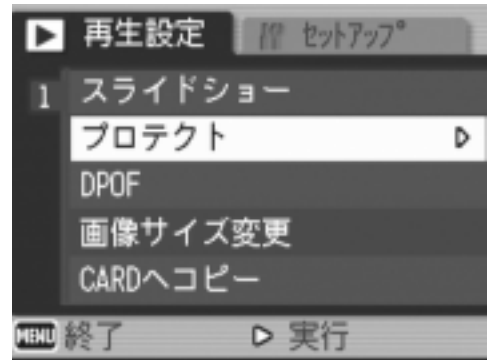 再生設定 セットアップ
1 スライドショー
プロテクト
DPOF
画像サイズ変更
CARDへコピー
MENU 終了 実行